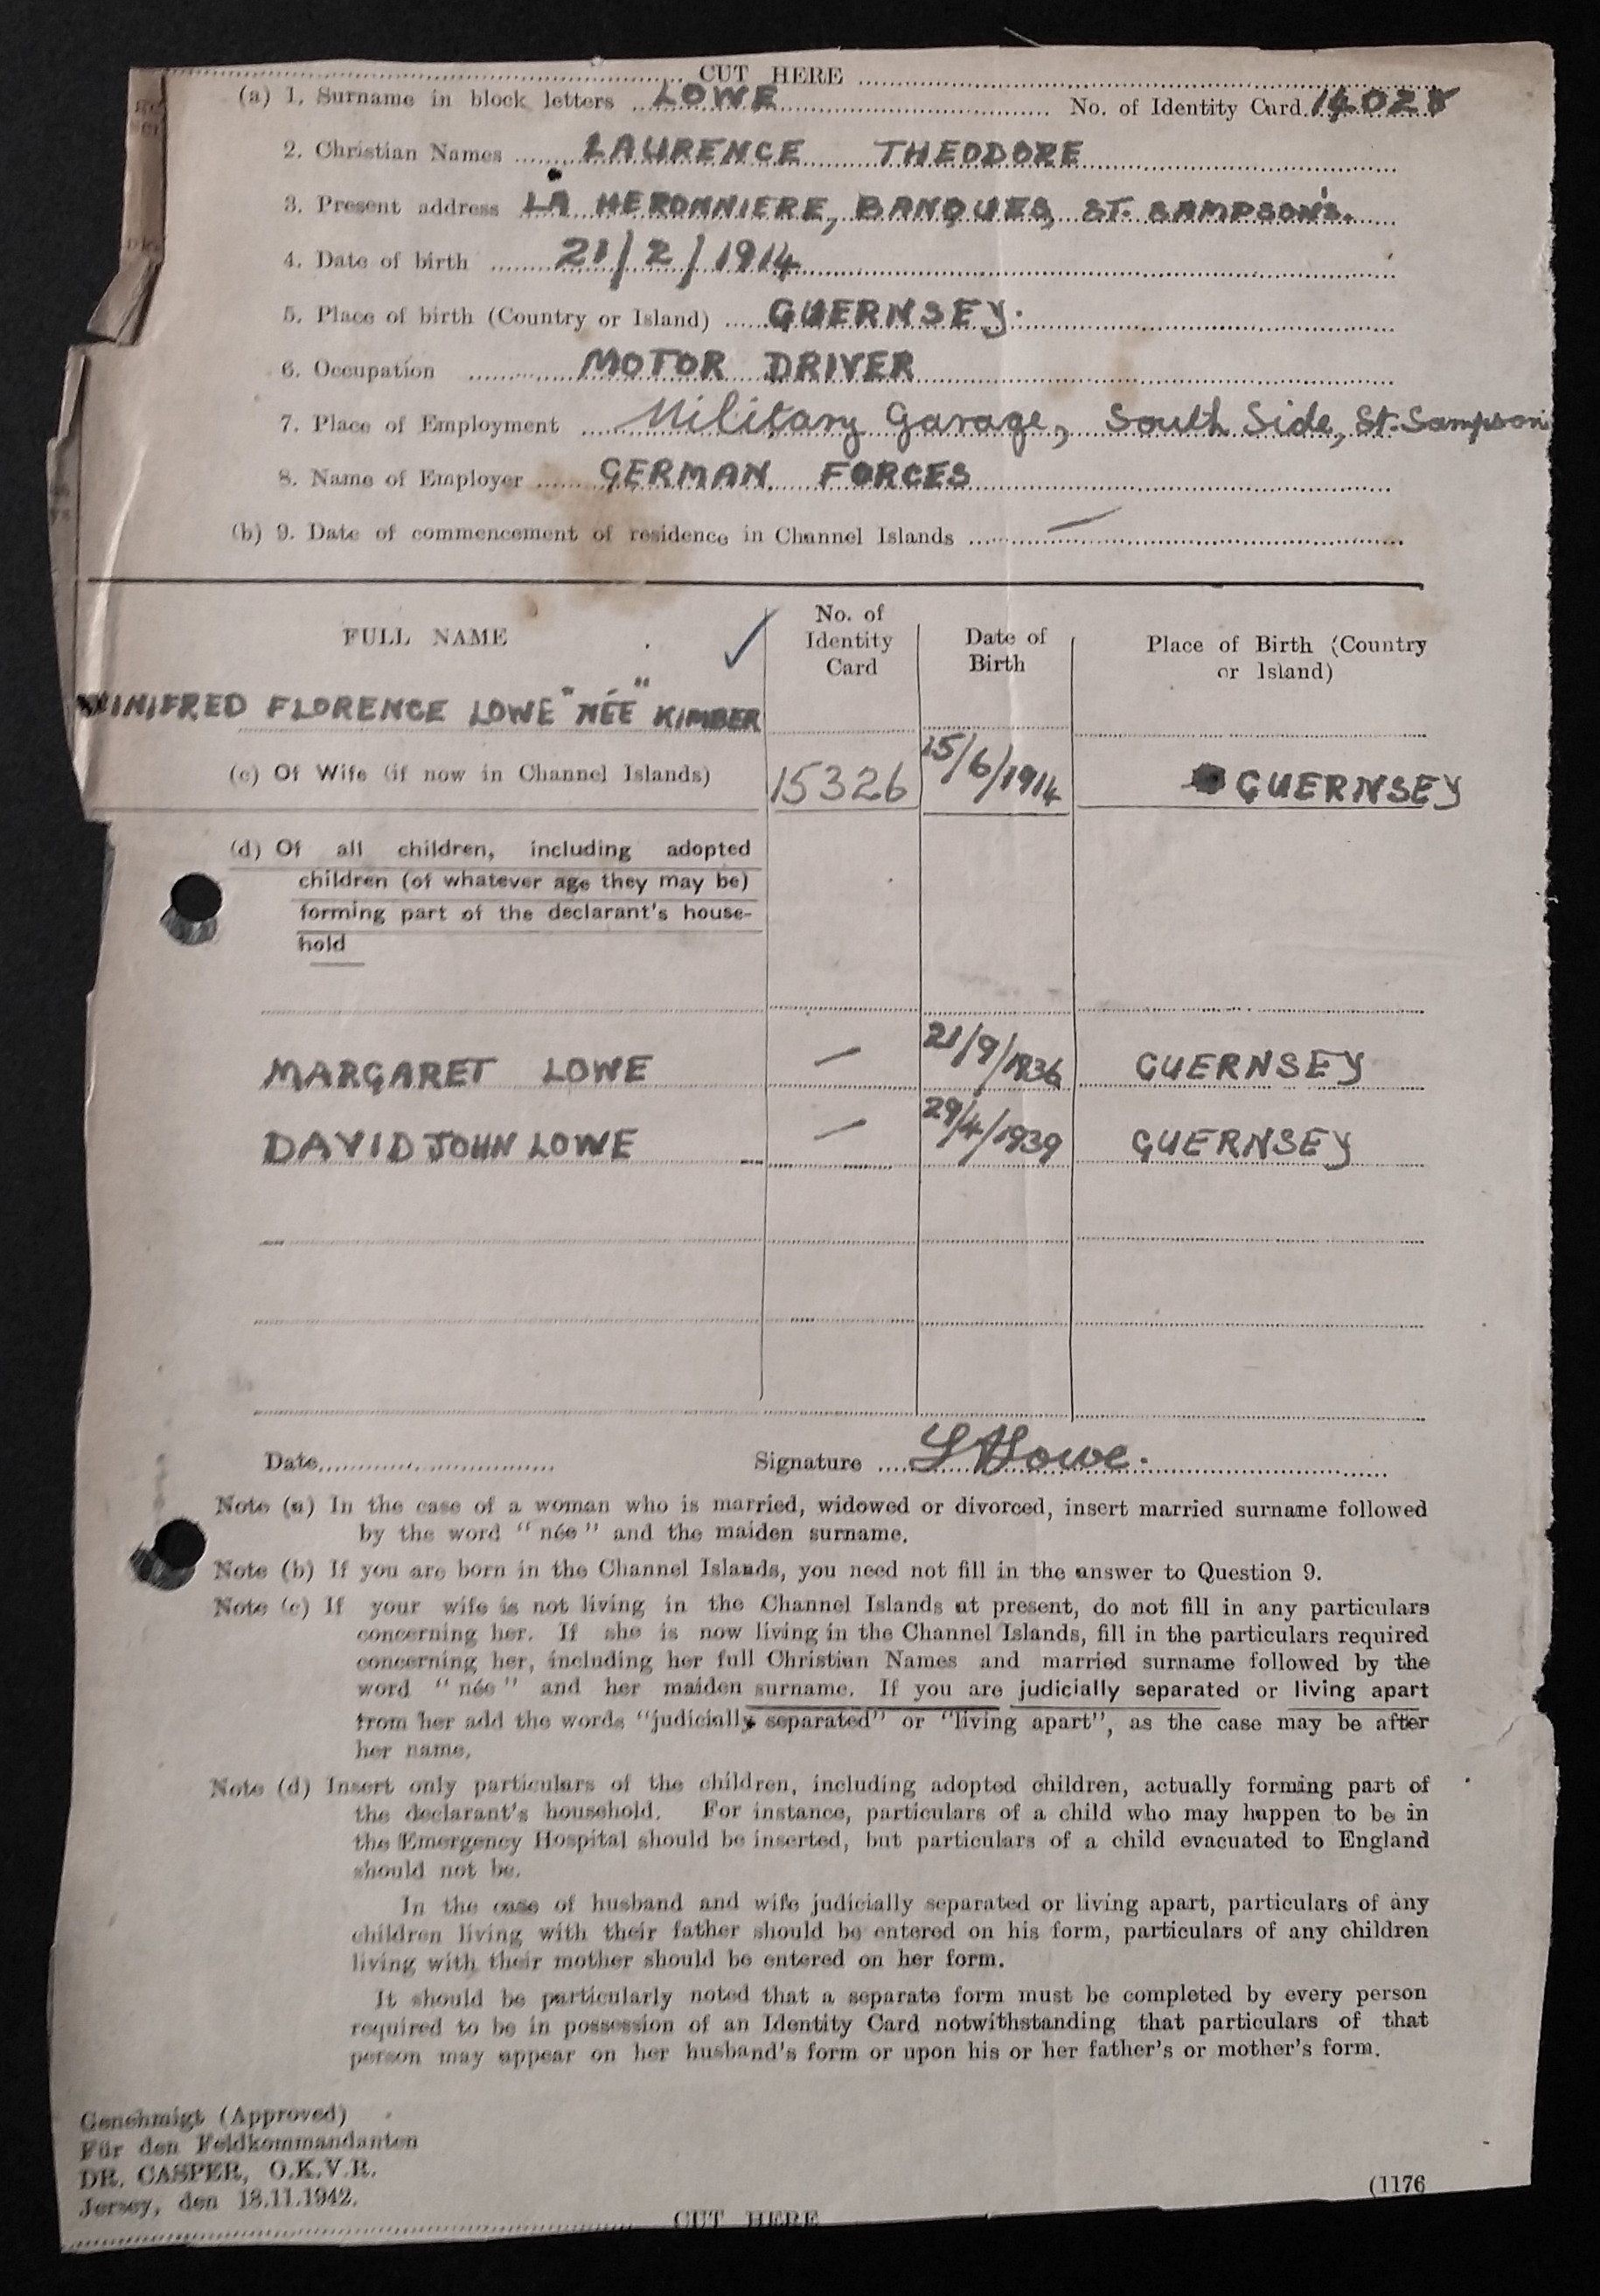 CUT HERE
(a) 1. Surname in block letters LOWE No. of Identity Card
2. Christian Names LAURENCE THEODORE
3. Present address LA HERONNIERE, BANQUES, ST. SAMPSON'S.
4. Date of birth 21/2/1914
5. Place of birth (Country or Island) GUERNSEY.
6. Occupation MOTOR DRIVER
7. Place of Employment Military Garage, South Side, St. Sampson
8. Name of Employer GERMAN FORCES
(b) 9. Date of commencement of residence in Channel Islands —
FULL NAME ✓
No. of Identity Card
Date of Birth
Place of Birth (Country or Island)
WINIFRED FLORENCE LOWE "NÉE" KIMBER
(c) Of Wife (if now in Channel Islands) 15326 15/6/1914 GUERNSEY
(d) Of all children, including adopted
children (of whatever age they may be)
forming part of the declarant's house-
hold
MARGARET LOWE — 21/9/1936 GUERNSEY
DAVID JOHN LOWE — 29/4/1939 GUERNSEY
Date Signature L Lowe.
Note (a) In the case of a woman who is married, widowed or divorced, insert married surname followed
by the word "née" and the maiden surname.
Note (b) If you are born in the Channel Islands, you need not fill in the answer to Question 9.
Note (c) If your wife is not living in the Channel Islands at present, do not fill in any particulars
concerning her. If she is now living in the Channel Islands, fill in the particulars required
concerning her, including her full Christian Names and married surname followed by the
word "née" and her maiden surname. If you are judicially separated or living apart
from her add the words "judicially separated" or "living apart", as the case may be after
her name.
Note (d) Insert only particulars of the children, including adopted children, actually forming part of
the declarant's household. For instance, particulars of a child who may happen to be in
the Emergency Hospital should be inserted, but particulars of a child evacuated to England
should not be.
In the case of husband and wife judicially separated or living apart, particulars of any
children living with their father should be entered on his form, particulars of any children
living with their mother should be entered on her form.
It should be particularly noted that a separate form must be completed by every person
required to be in possession of an Identity Card notwithstanding that particulars of that
person may appear on her husband's form or upon his or her father's or mother's form.
Genehmigt (Approved)
Für den Feldkommandanten
DR. CASPER, O.K.V.R.
Jersey, den 18.11.1942.
(1176
CUT HERE